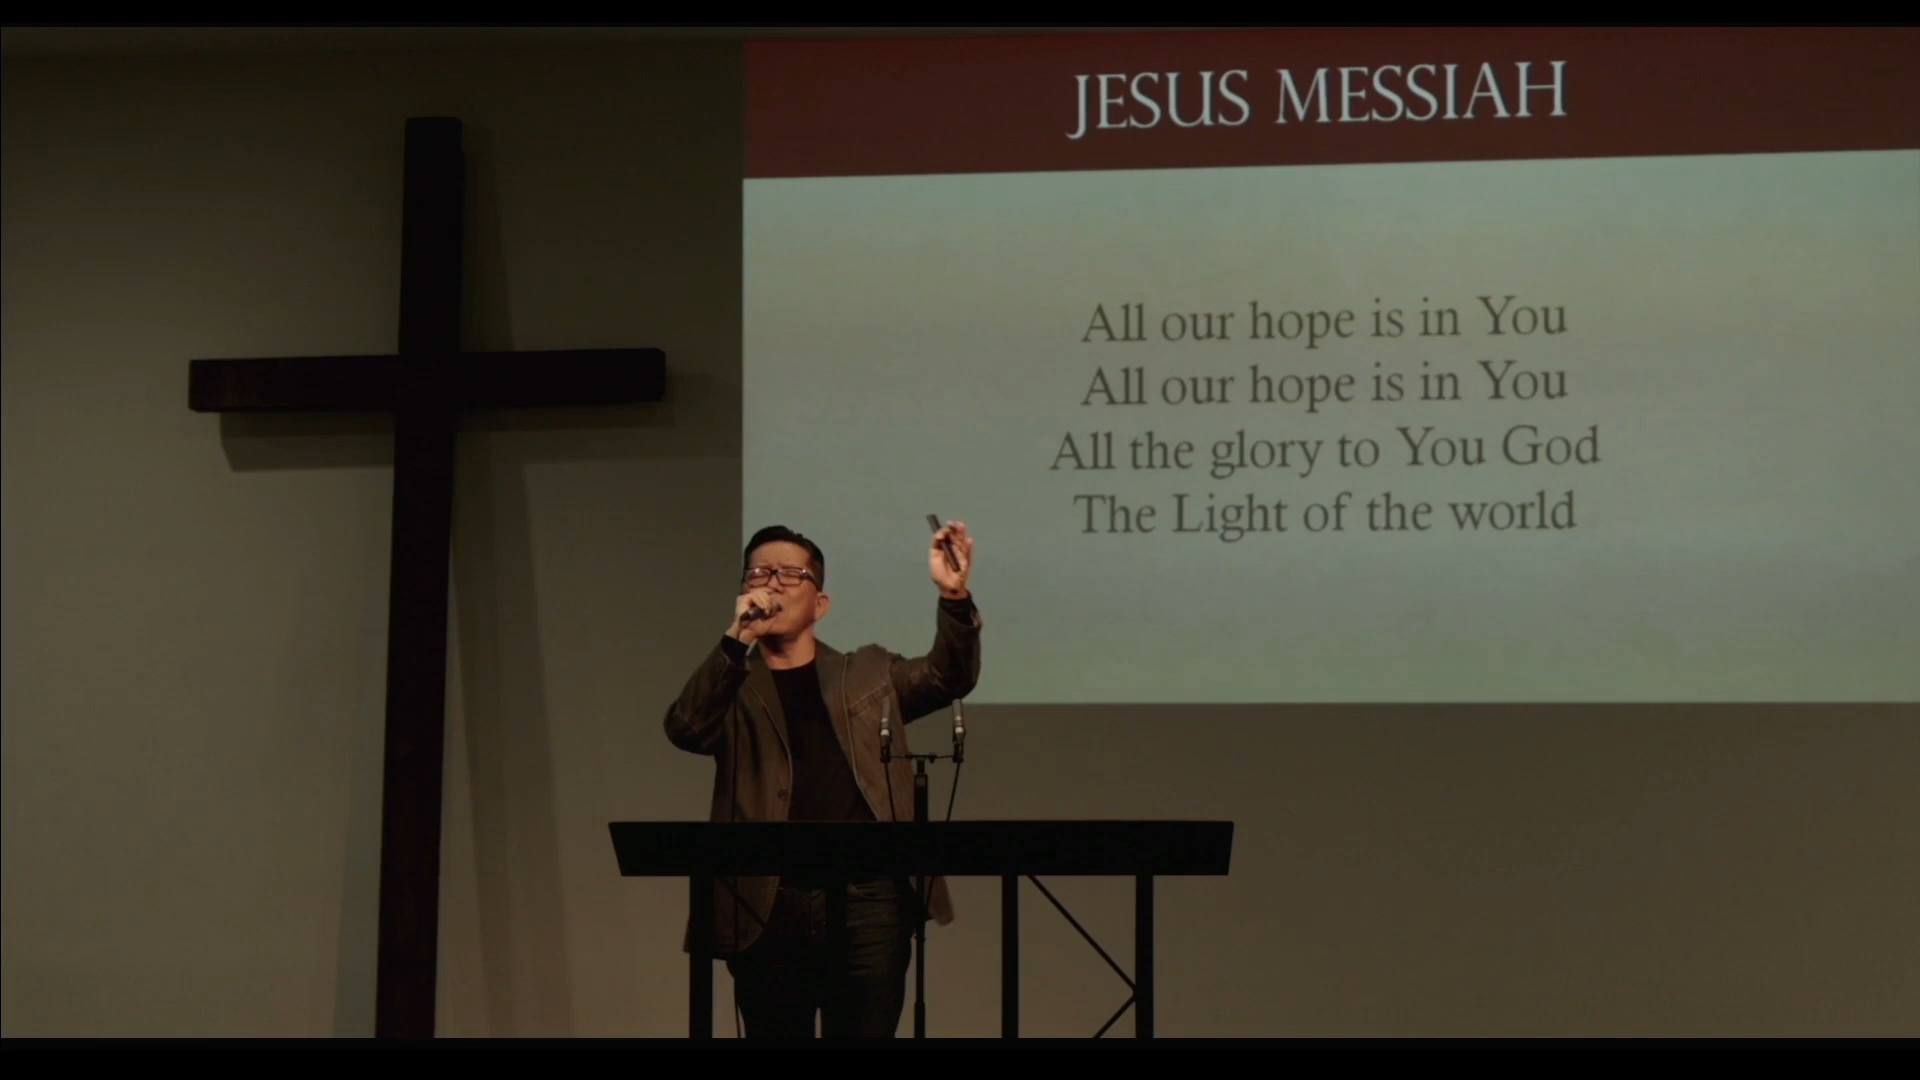 JESUS MESSIAH
All our hope is in You
All our hope is in You
All the glory to You God
The Light of the world